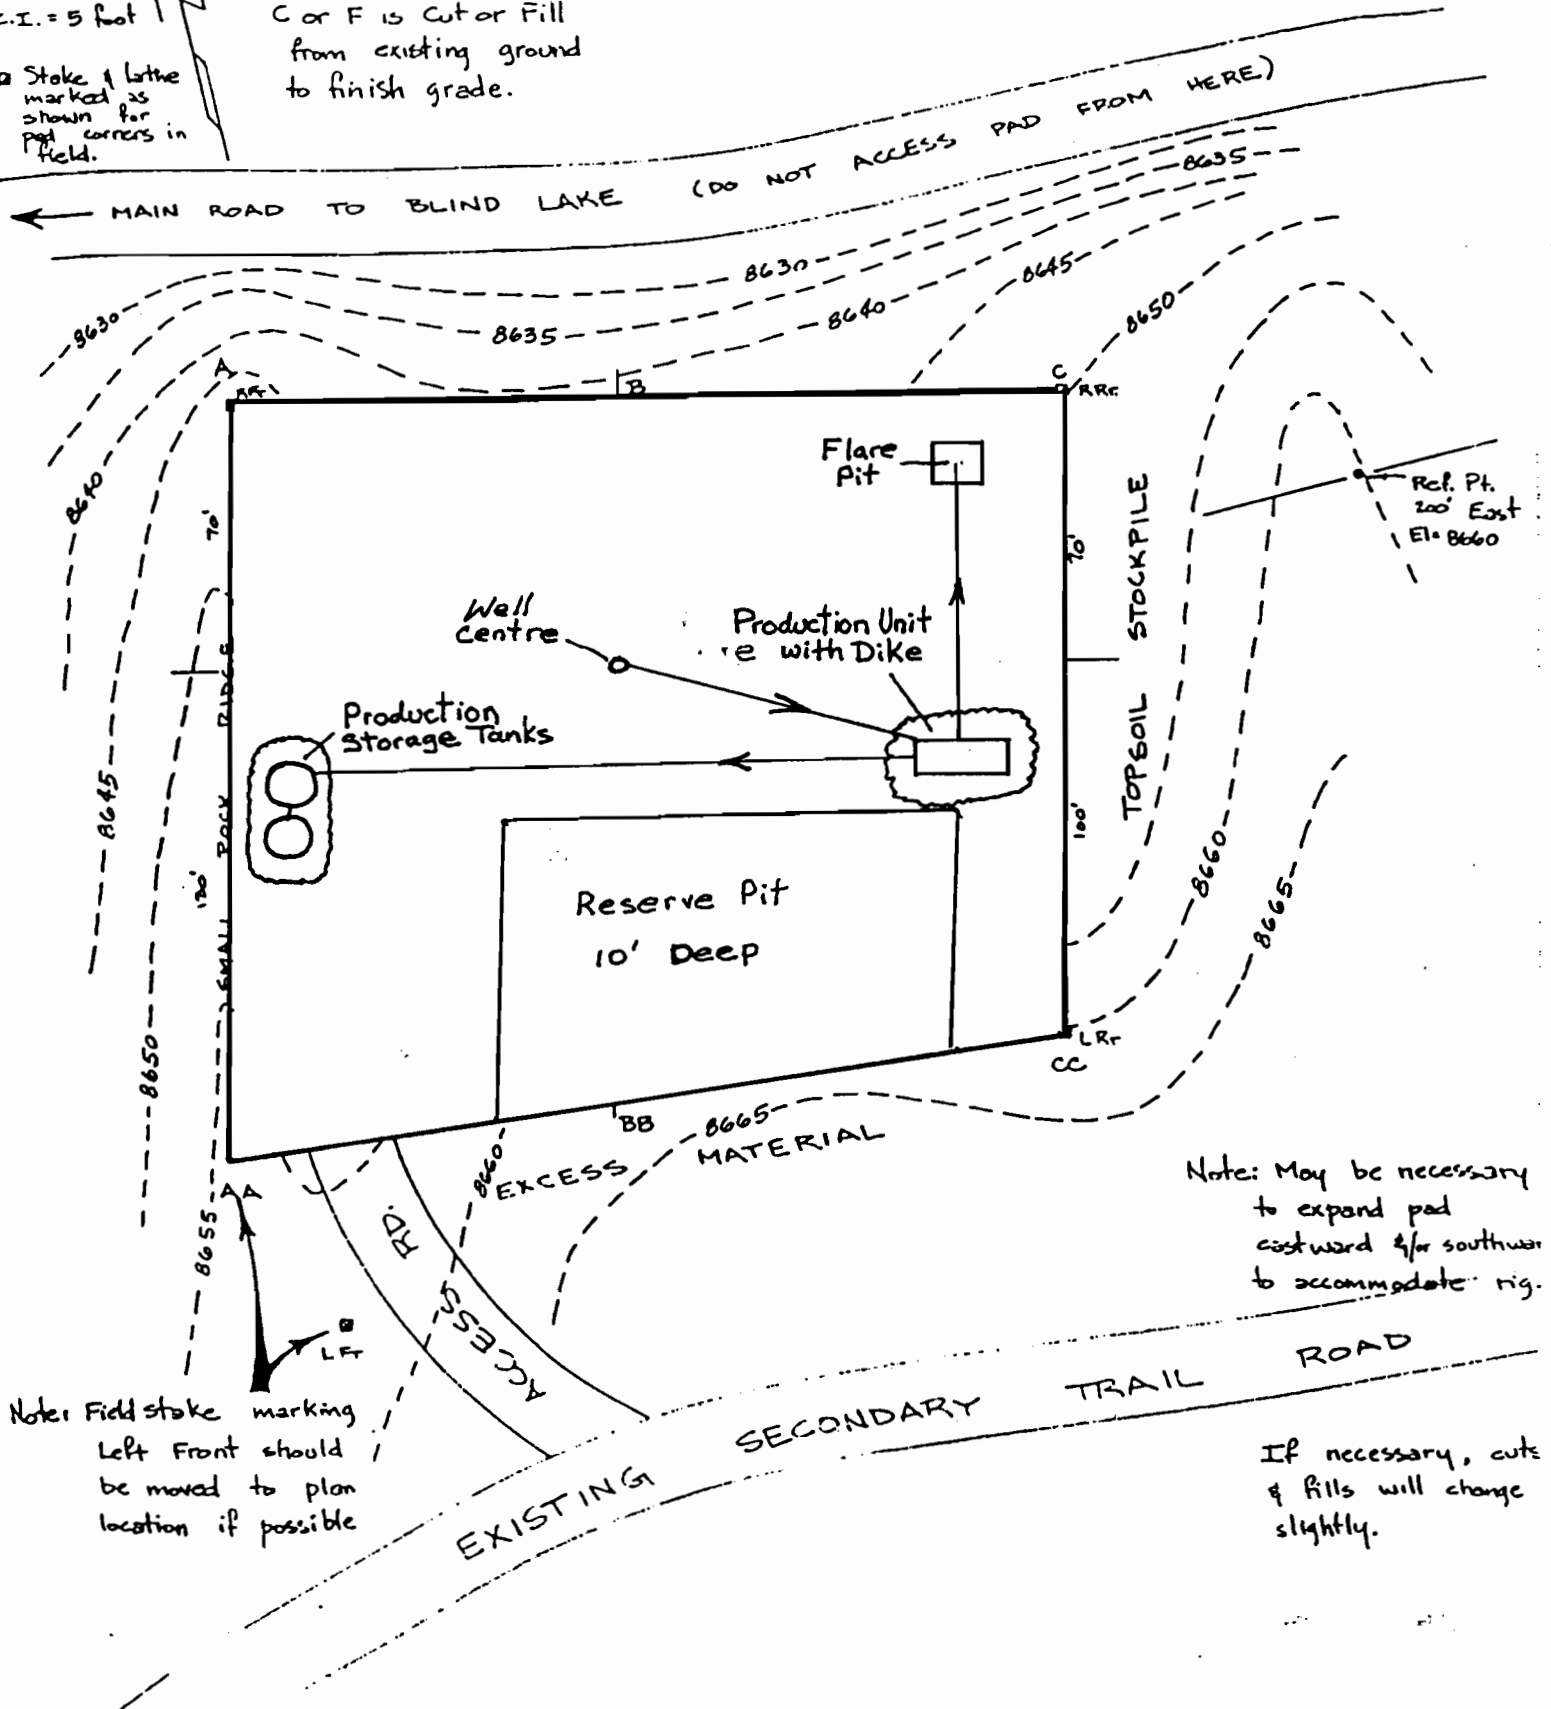 C.I. = 5 foot
Stake & lathe
marked as
shown for
pad corners in
field.
C or F is Cut or Fill
from existing ground
to finish grade.
MAIN ROAD TO BLIND LAKE (DO NOT ACCESS PAD FROM HERE)
8635
8630
8645
8640
8650
8630
8635
A
B
C
RRr
Flare
Pit
8640
70'
Ref. Pt.
200' East
El= 8660
70'
TOPSOIL STOCKPILE
Well
Centre
Production Unit
with Dike
SMALL ROCK RIDGE
Production
Storage Tanks
8645
100'
8660
8665
Reserve Pit
10' Deep
8650
LRr
CC
BB
8665
8660
EXCESS MATERIAL
AA
8655
ACCESS RD.
LFr
Note: May be necessary
to expand pad
eastward &/or
to accommodate rig.
Note: Field stake marking
Left Front should
be moved to plan
location if possible
EXISTING SECONDARY TRAIL ROAD
If necessary, cuts
& fills will change
slightly.